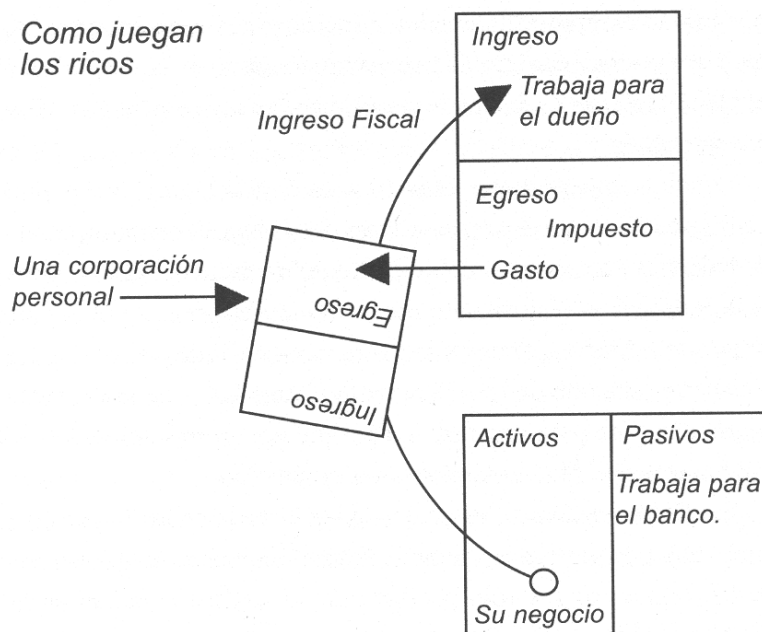 Como juegan
los ricos
Ingreso
Trabaja para
el dueño
Ingreso Fiscal
Egreso
Impuesto
Gasto
Una corporación
personal
Egreso
Ingreso
Activos
Pasivos
Trabaja para
el banco.
Su negocio